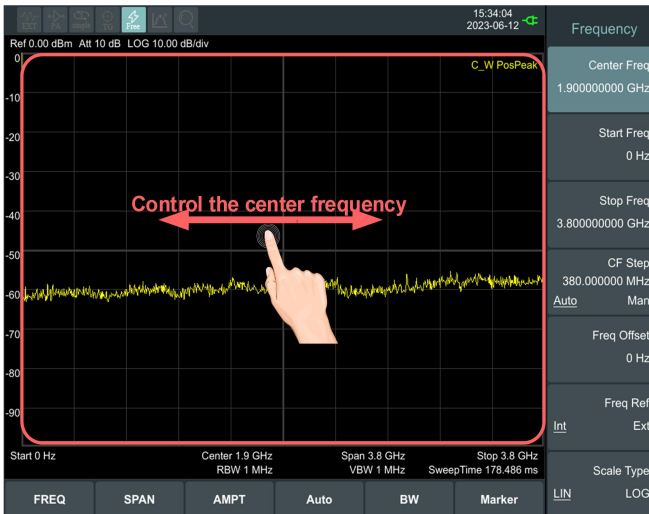 EXT PA Single FG Free
15:34:04
2023-06-12
Ref 0.00 dBm Att 10 dB LOG 10.00 dB/div
C_W PosPeak
0
-10
-20
-30
-40
-50
-60
-70
-80
-90
Control the center frequency
Start 0 Hz Center 1.9 GHz Span 3.8 GHz Stop 3.8 GHz
RBW 1 MHz VBW 1 MHz SweepTime 178.486 ms
FREQ SPAN AMPT Auto BW Marker
Frequency
Center Freq
1.900000000 GHz
Start Freq
0 Hz
Stop Freq
3.800000000 GHz
CF Step
380.000000 MHz
Auto Man
Freq Offset
0 Hz
Freq Ref
Int Ext
Scale Type
LIN LOG